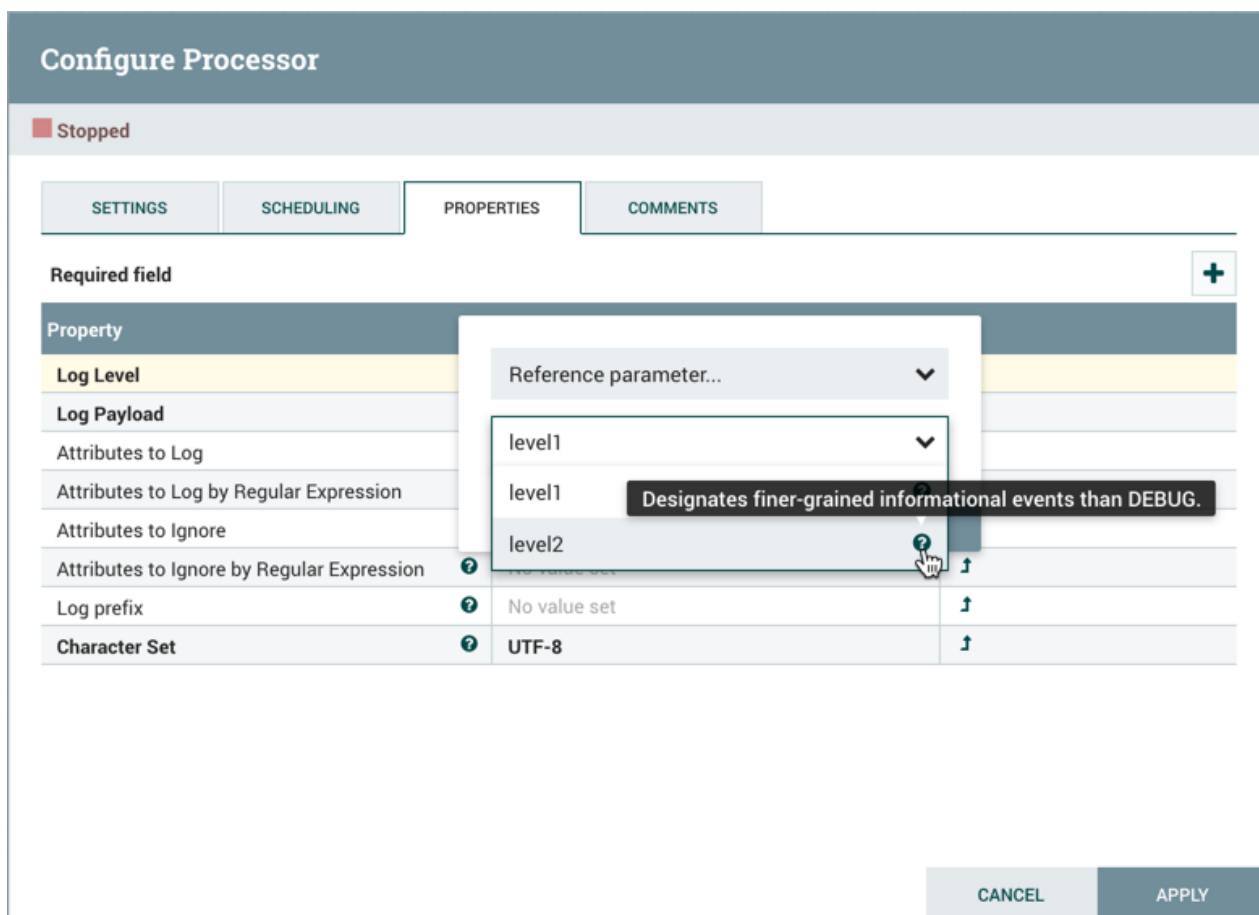 Configure Processor
Stopped
SETTINGS SCHEDULING PROPERTIES COMMENTS
Required field
Property
Log Level
Reference parameter...
Log Payload
level1
Attributes to Log
Attributes to Log by Regular Expression
level1
Designates finer-grained informational events than DEBUG.
Attributes to Ignore
level2
Attributes to Ignore by Regular Expression
Log prefix No value set
Character Set UTF-8
CANCEL APPLY